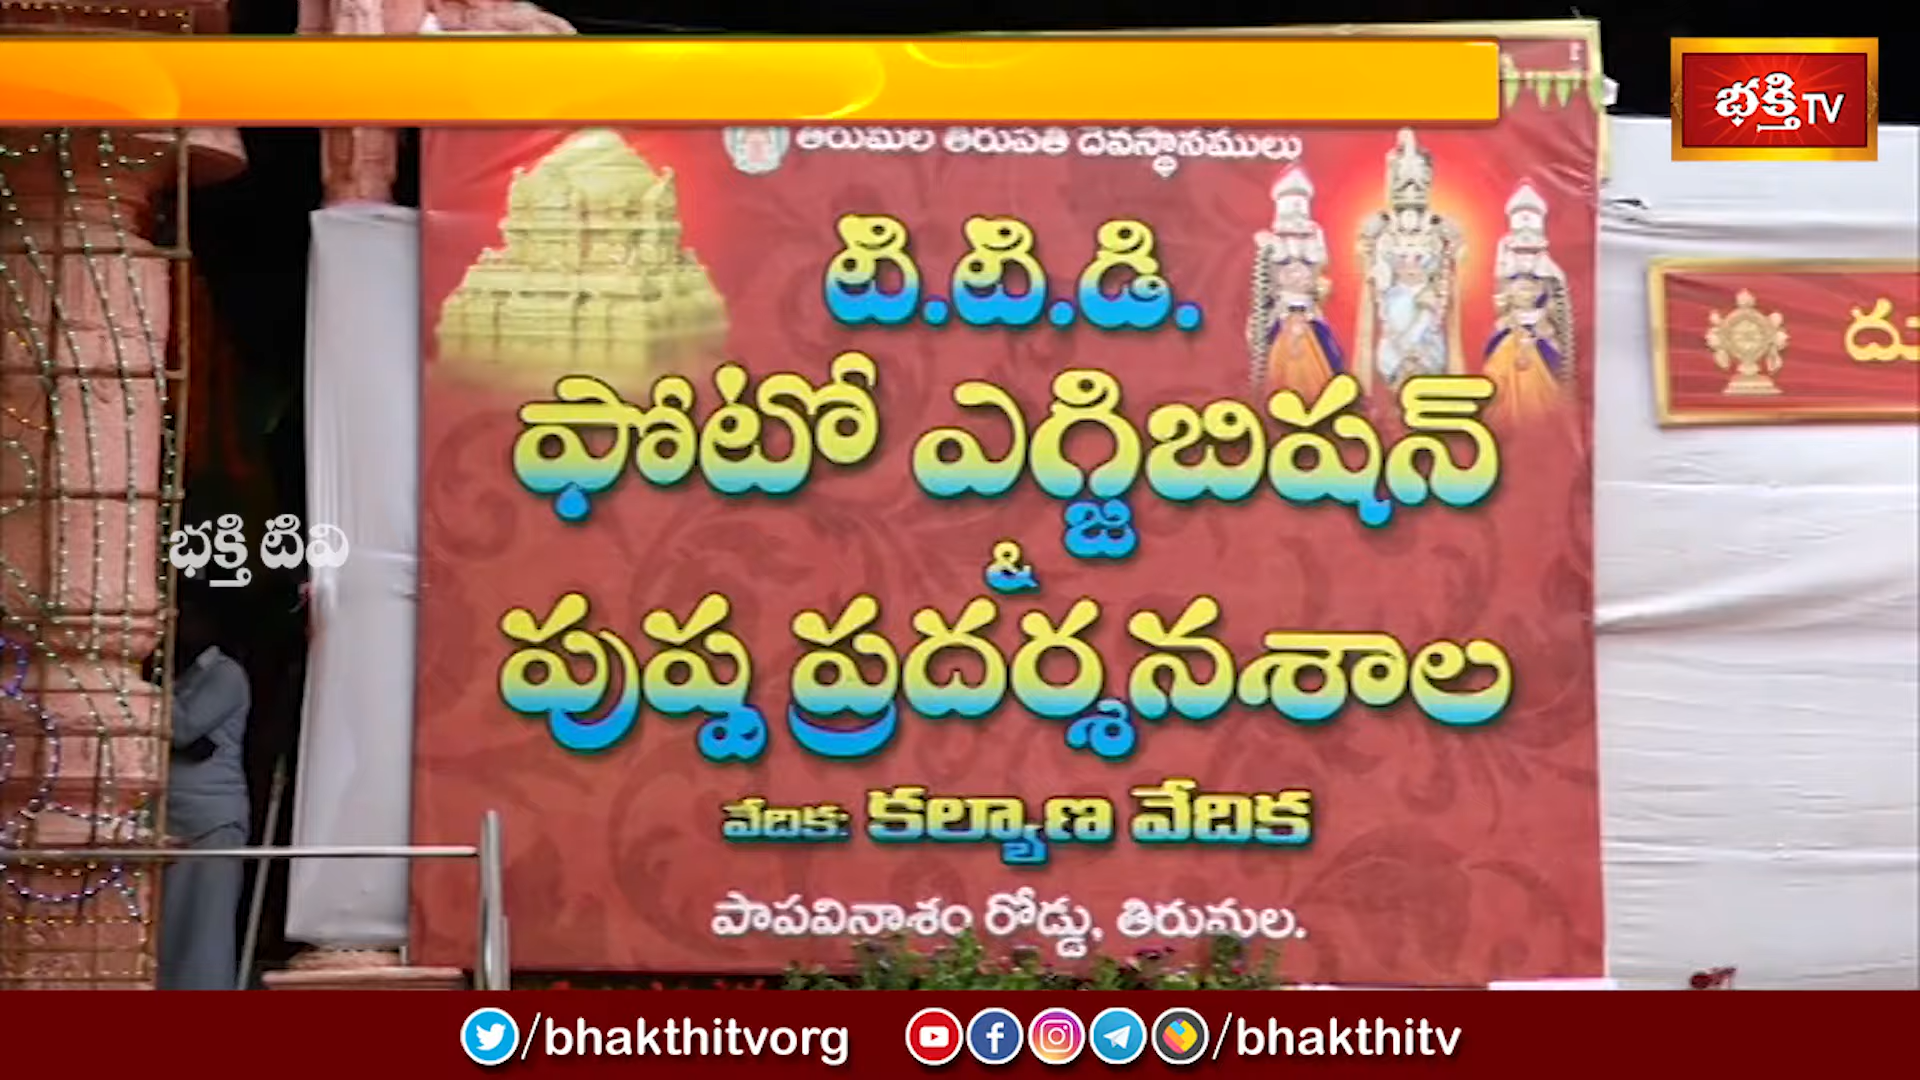 భక్తి TV
తిరుమల తిరుపతి దేవస్థానములు
టి.టి.డి.
ఫోటో ఎగ్జిబిషన్
&
పుష్ప ప్రదర్శనశాల
వేదిక: కల్యాణ వేదిక
పాపవినాశం రోడ్డు, తిరుమల.
భక్తి టివి
/bhakthitvorg /bhakthitv